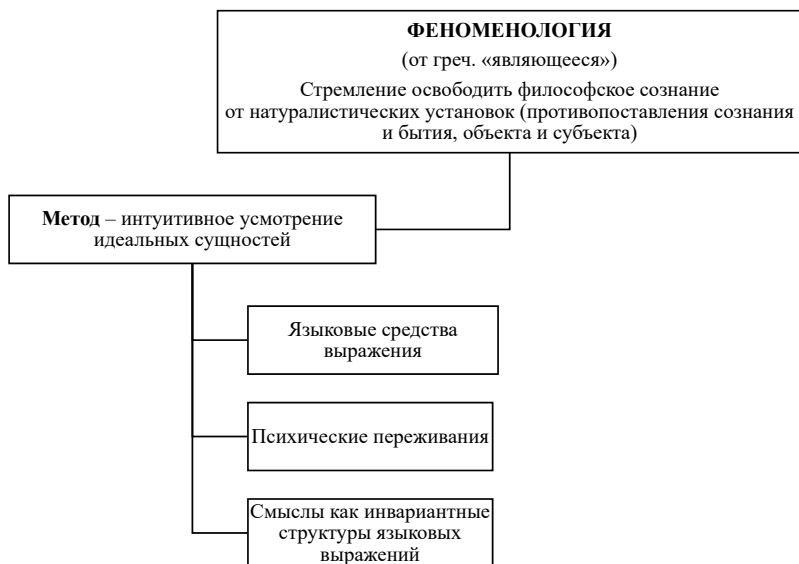 ФЕНОМЕНОЛОГИЯ
(от греч. «являющееся»)
Стремление освободить философское сознание
от натуралистических установок (противопоставления сознания
и бытия, объекта и субъекта)
Метод – интуитивное усмотрение
идеальных сущностей
Языковые средства
выражения
Психические переживания
Смыслы как инвариантные
структуры языковых
выражений